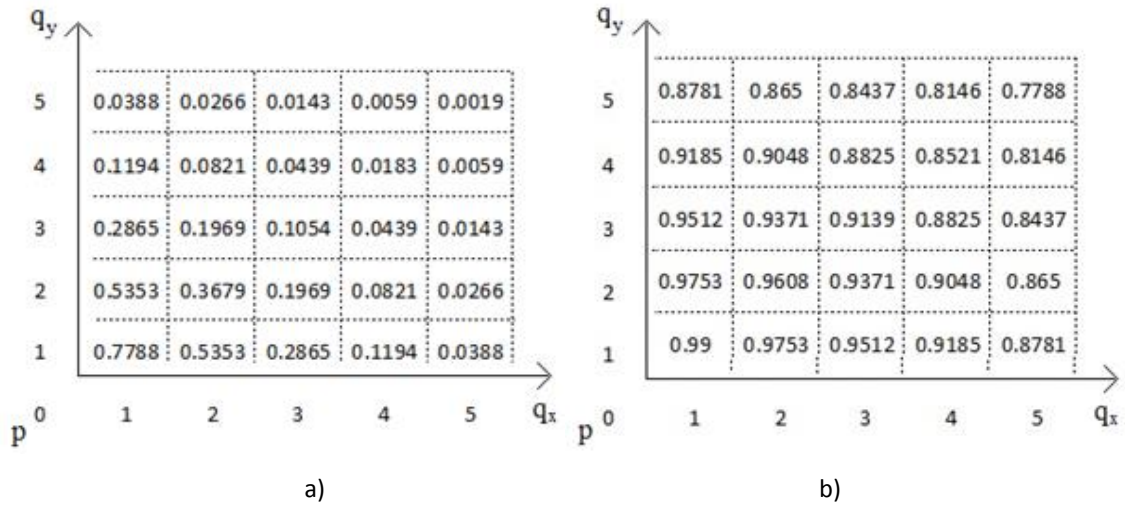 q_y
5 0.0388 0.0266 0.0143 0.0059 0.0019
4 0.1194 0.0821 0.0439 0.0183 0.0059
3 0.2865 0.1969 0.1054 0.0439 0.0143
2 0.5353 0.3679 0.1969 0.0821 0.0266
1 0.7788 0.5353 0.2865 0.1194 0.0388
p 0 1 2 3 4 5 q_x
a)
q_y
5 0.8781 0.865 0.8437 0.8146 0.7788
4 0.9185 0.9048 0.8825 0.8521 0.8146
3 0.9512 0.9371 0.9139 0.8825 0.8437
2 0.9753 0.9608 0.9371 0.9048 0.865
1 0.99 0.9753 0.9512 0.9185 0.8781
p 0 1 2 3 4 5 q_x
b)